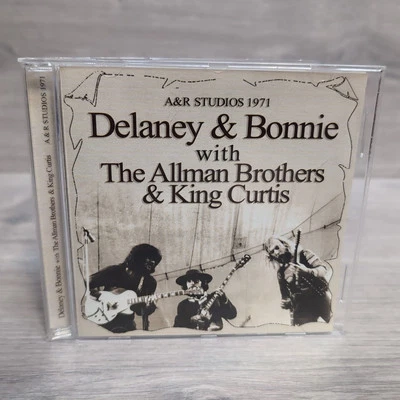 A&R STUDIOS 1971
Delaney & Bonnie
with
The Allman Brothers
& King Curtis
Delaney & Bonnie with The Allman Brothers & King Curtis A&R STUDIOS 1971